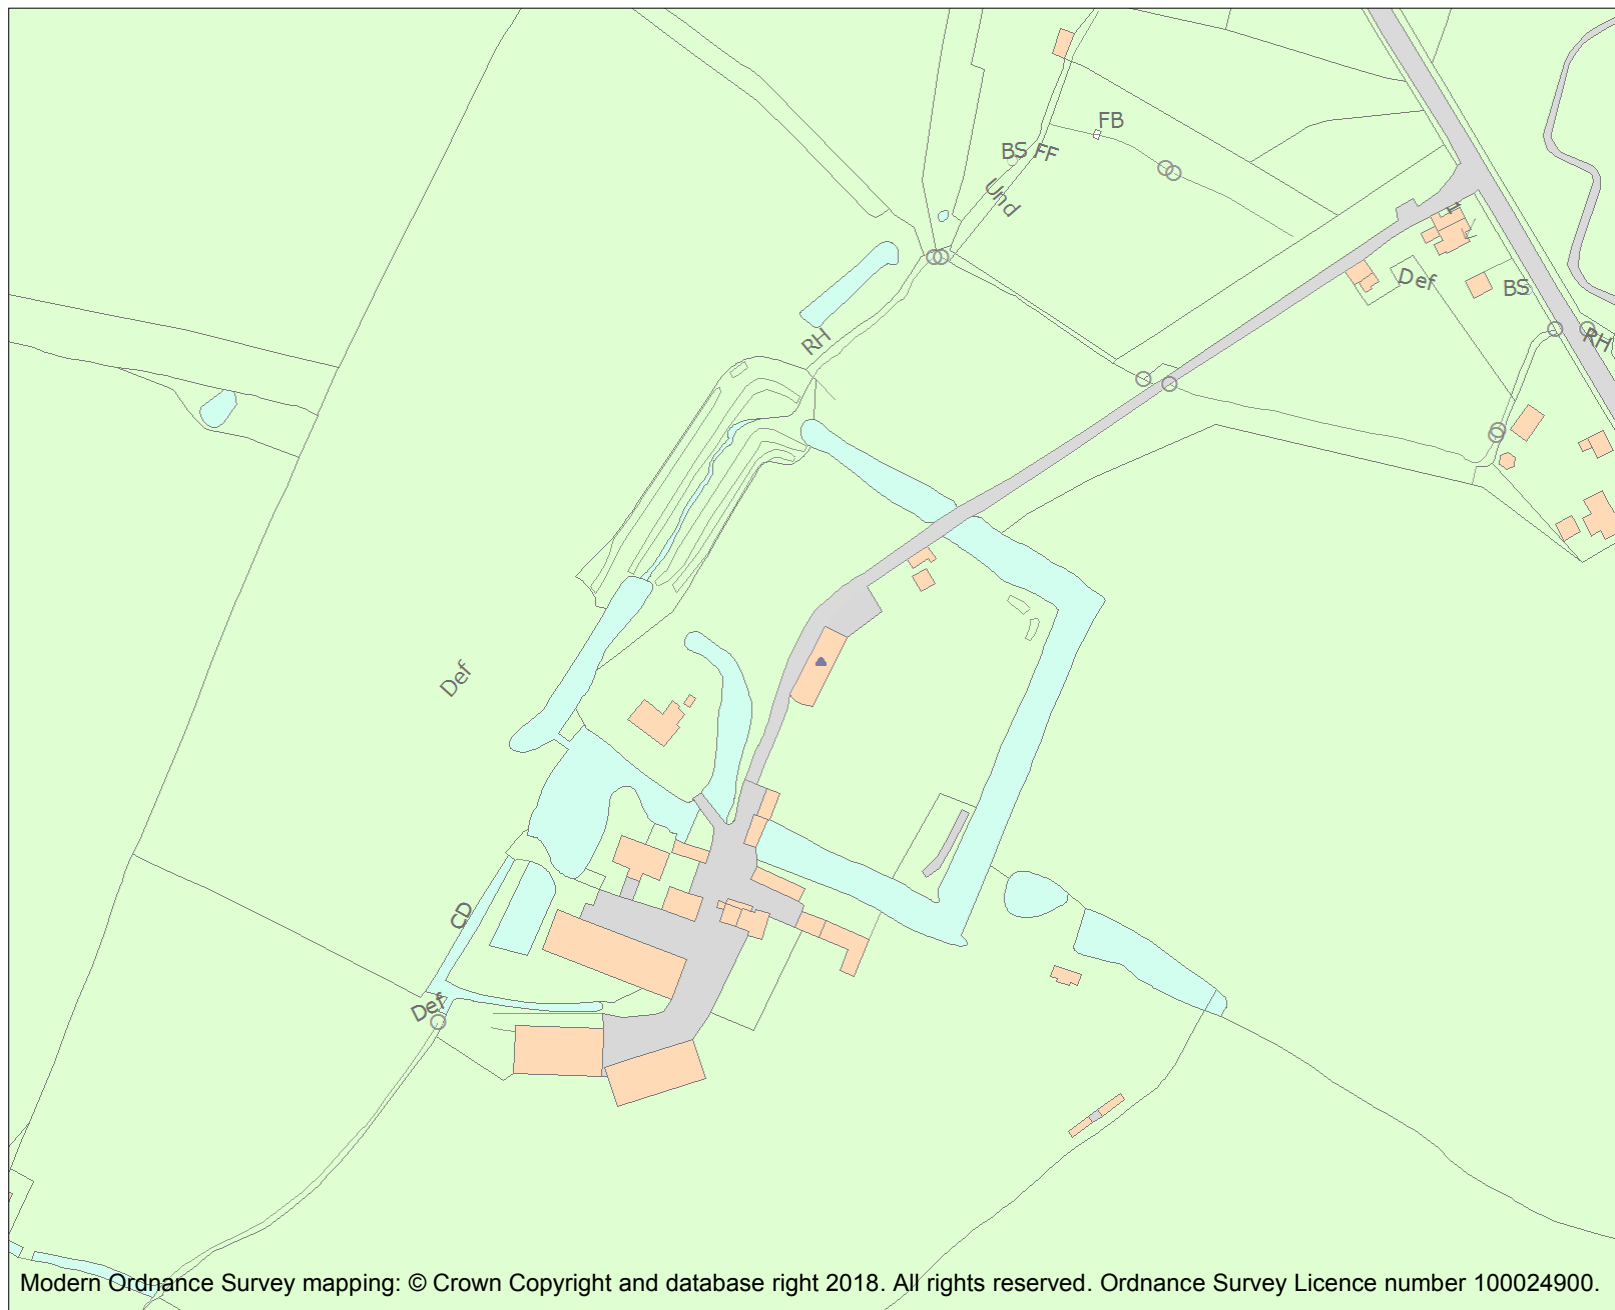 FB
BS FF
Und
Def
BS
RH
RH
Def
CD
Def
Modern Ordnance Survey mapping: © Crown Copyright and database right 2018. All rights reserved. Ordnance Survey Licence number 100024900.